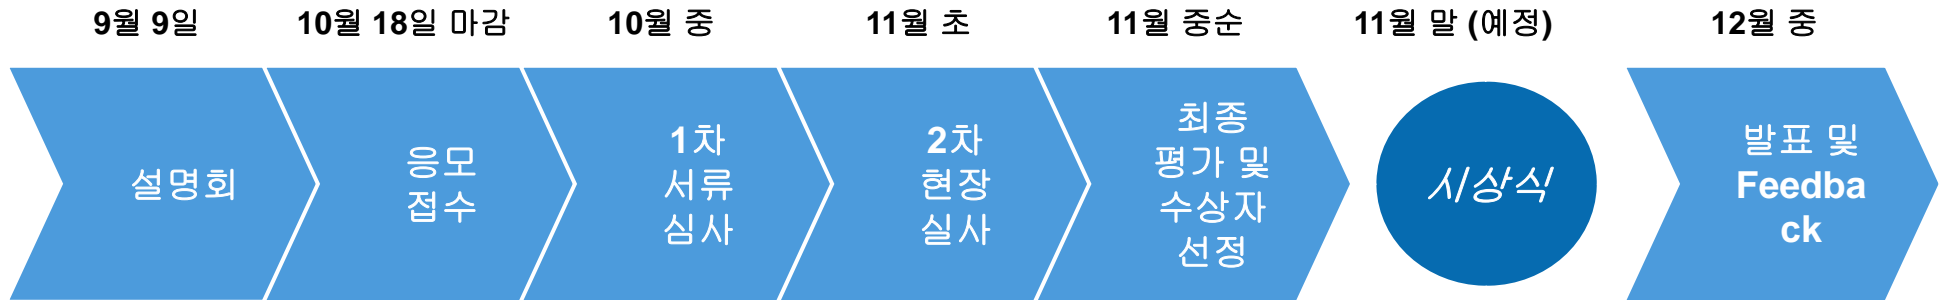 9월 9일
10월 18일 마감
10월 중
11월 초
11월 중순
11월 말 (예정)
12월 중
설명회
응모
접수
1차
서류
심사
2차
현장
실사
최종
평가 및
수상자
선정
시상식
발표 및
Feedba
ck